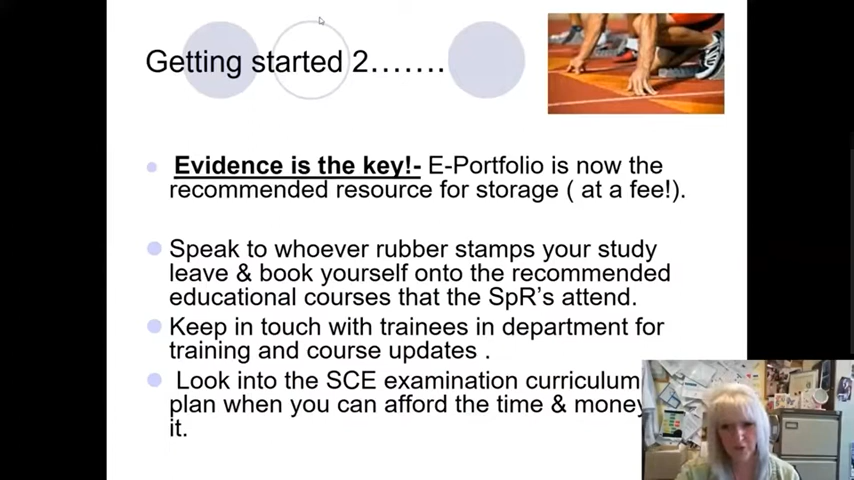 Getting started 2.......
Evidence is the key!- E-Portfolio is now the
recommended resource for storage ( at a fee!).
Speak to whoever rubber stamps your study
leave & book yourself onto the recommended
educational courses that the SpR's attend.
Keep in touch with trainees in department for
training and course updates .
Look into the SCE examination curriculum
plan when you can afford the time & money
it.